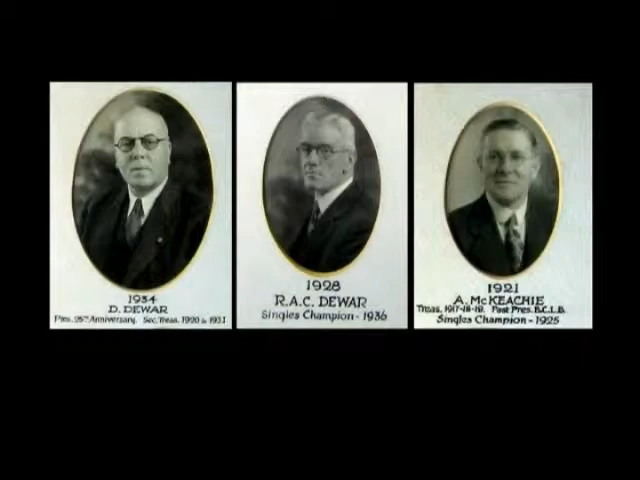 1934
D. DEWAR
Pres. 25TH Anniversary. Sec. Treas. 1920 to 1931
1928
R.A.C. DEWAR
Singles Champion - 1936
1921
A. McKEACHIE
Treas. 1917-18-19. Past Pres. B.C.L.B.
Singles Champion - 1925